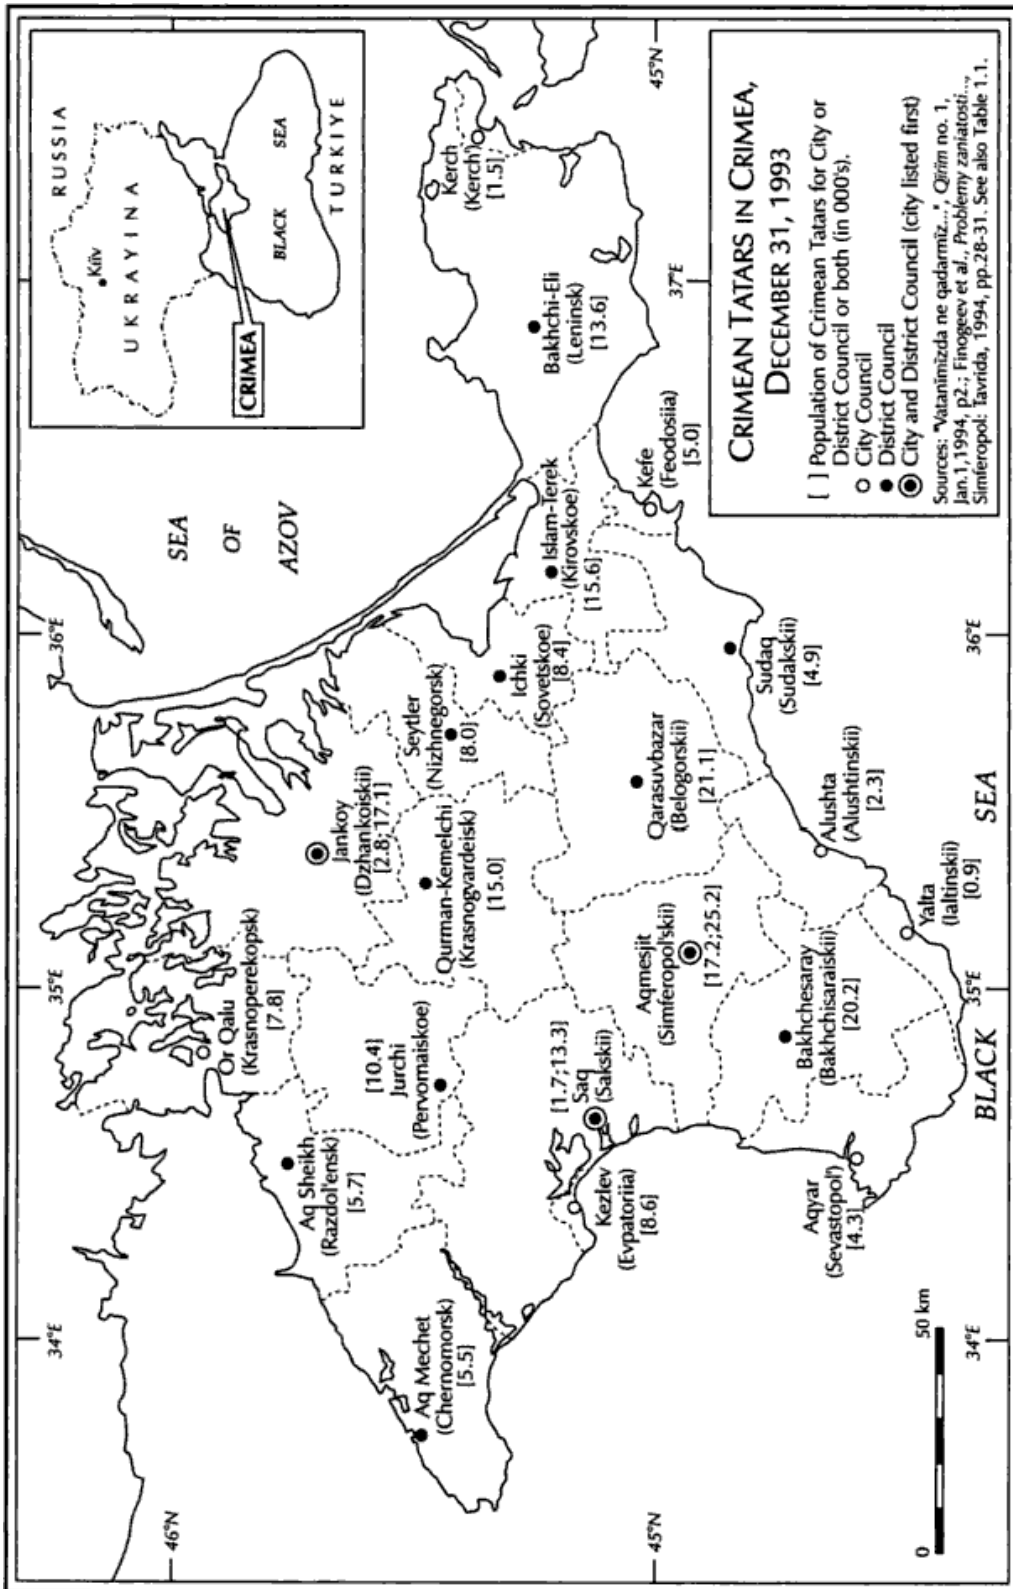 CRIMEAN TATARS IN CRIMEA,
DECEMBER 31, 1993
[ ] Population of Crimean Tatars for City or
District Council or both (in 000's).
City Council
District Council
City and District Council (city listed first)
Sources: "Vatanïmïzda ne qadarmïz...", Qirim no. 1,
Jan.1,1994, p2.; Finogeev et al., Problemy zaniatosti...,
Simferopol: Tavrida, 1994, pp.28-31. See also Table 1.1.
RUSSIA
UKRAYINA
Kiiv
CRIMEA
BLACK SEA
TURKIYE
SEA
OF
AZOV
BLACK SEA
34°E
35°E
36°E
46°N
45°N
34°E
35°E
36°E
37°E
45°N
0
50 km
Or Qalu
(Krasnoperekopsk)
[7.8]
Jankoy
(Dzhankoiskii)
[2.8;17.1]
Aq Sheikh
(Razdol'ensk)
[5.7]
[10.4]
Jurchi
(Pervomaiskoe)
Qurman-Kemelchi
(Krasnogvardeisk)
[15.0]
Seytler
(Nizhnegorsk)
[8.0]
Ichki
(Sovetskoe)
[8.4]
Islam-Terek
(Kirovskoe)
[15.6]
Bakhchi-Eli
(Leninsk)
[13.6]
Kerch
(Kerch')
[1.5]
Aq Mechet
(Chernomorsk)
[5.5]
Kezlev
(Evpatoriia)
[8.6]
[1.7;13.3]
Saq
(Sakskii)
Aqmesjit
(Simferopol'skii)
[17.2;25.2]
Qarasuvbazar
(Belogorskii)
[21.1]
Kefe
(Feodosiia)
[5.0]
Sudaq
(Sudakskii)
[4.9]
Alushta
(Alushtinskii)
[2.3]
Yalta
(Ialtinskii)
[0.9]
Bakhchesaray
(Bakhchisaraiskii)
[20.2]
Aqyar
(Sevastopol')
[4.3]